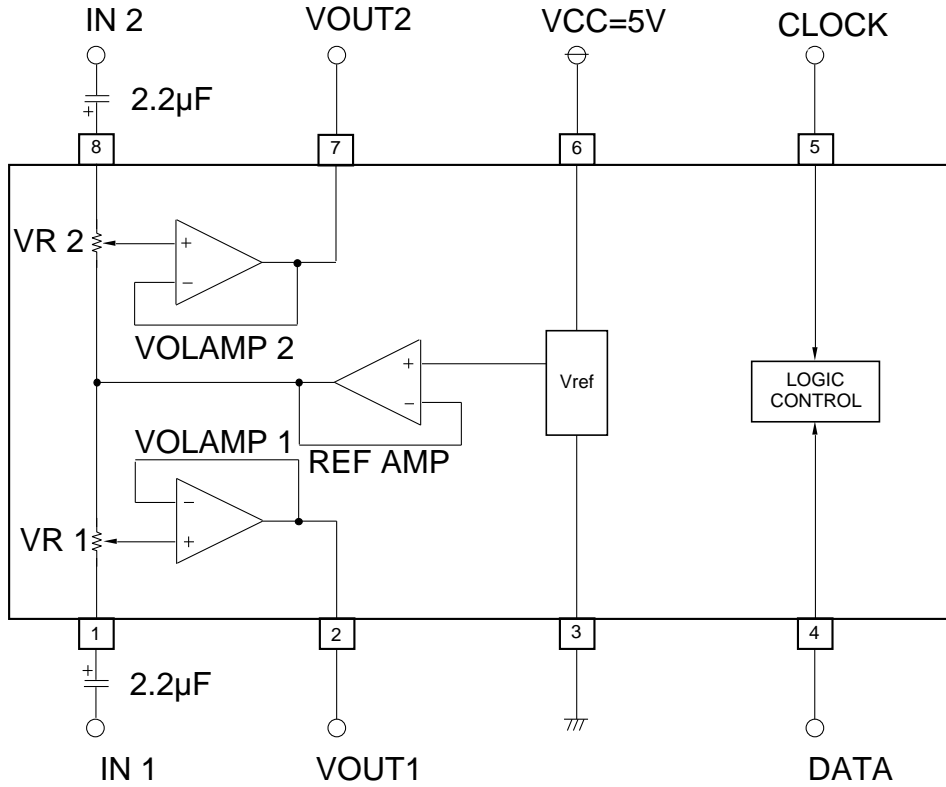 IN 2
VOUT2
VCC=5V
CLOCK
2.2µF
+
8
7
6
5
VR 2
+
−
VOLAMP 2
+
−
Vref
LOGIC
CONTROL
VOLAMP 1
REF AMP
−
+
VR 1
1
2
3
4
+
2.2µF
IN 1
VOUT1
DATA